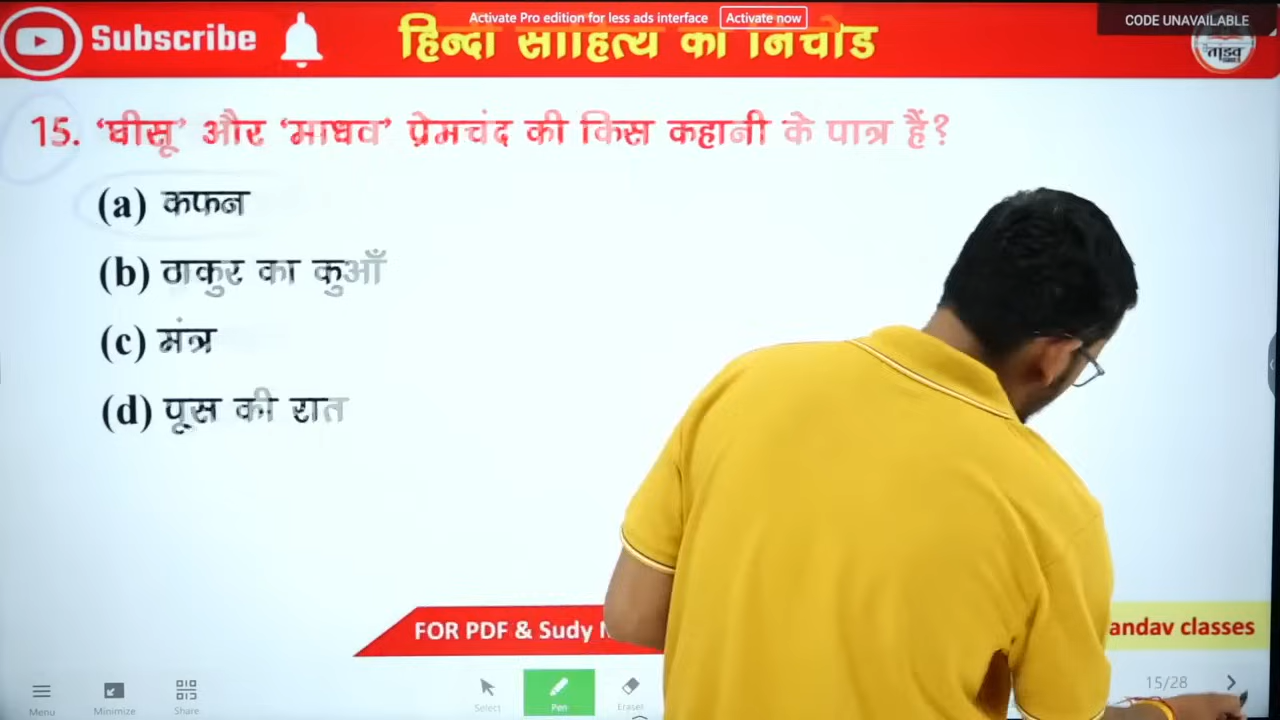 Activate Pro edition for less ads interface Activate now
CODE UNAVAILABLE
Subscribe
हिन्दी साहित्य का निचोड
15. 'घीसू' और 'माधव' प्रेमचंद की किस कहानी के पात्र हैं?
(a) कफन
(b) ठाकुर का कुआँ
(c) मंत्र
(d) पूस की रात
FOR PDF & Sudy
andav classes
Menu
Minimize
Share
Select
Pen
Eraser
15/28